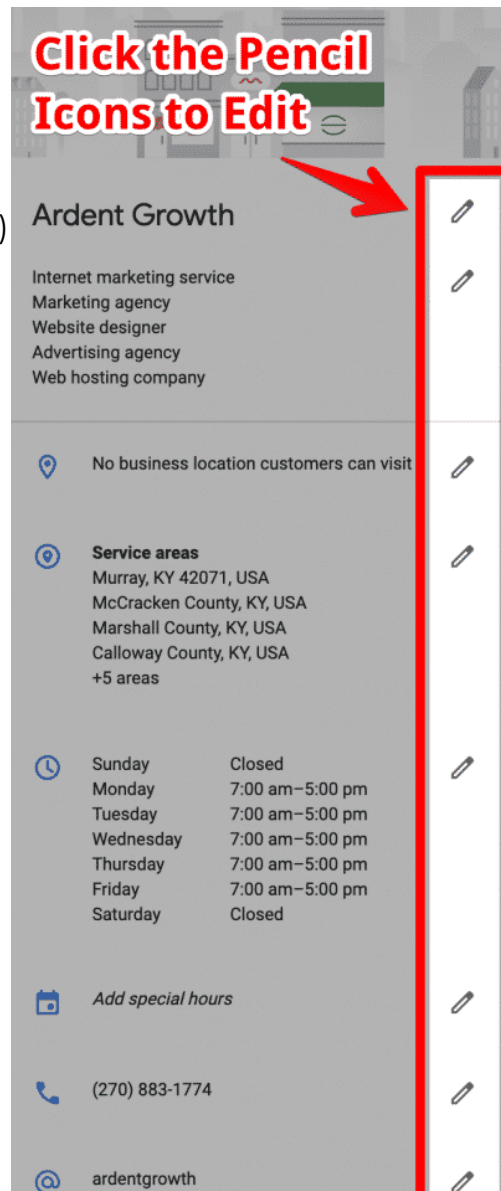 Click the Pencil
Icons to Edit
)
Ardent Growth
Internet marketing service
Marketing agency
Website designer
Advertising agency
Web hosting company
No business location customers can visit
Service areas
Murray, KY 42071, USA
McCracken County, KY, USA
Marshall County, KY, USA
Calloway County, KY, USA
+5 areas
Sunday Closed
Monday 7:00 am–5:00 pm
Tuesday 7:00 am–5:00 pm
Wednesday 7:00 am–5:00 pm
Thursday 7:00 am–5:00 pm
Friday 7:00 am–5:00 pm
Saturday Closed
Add special hours
(270) 883-1774
ardentgrowth